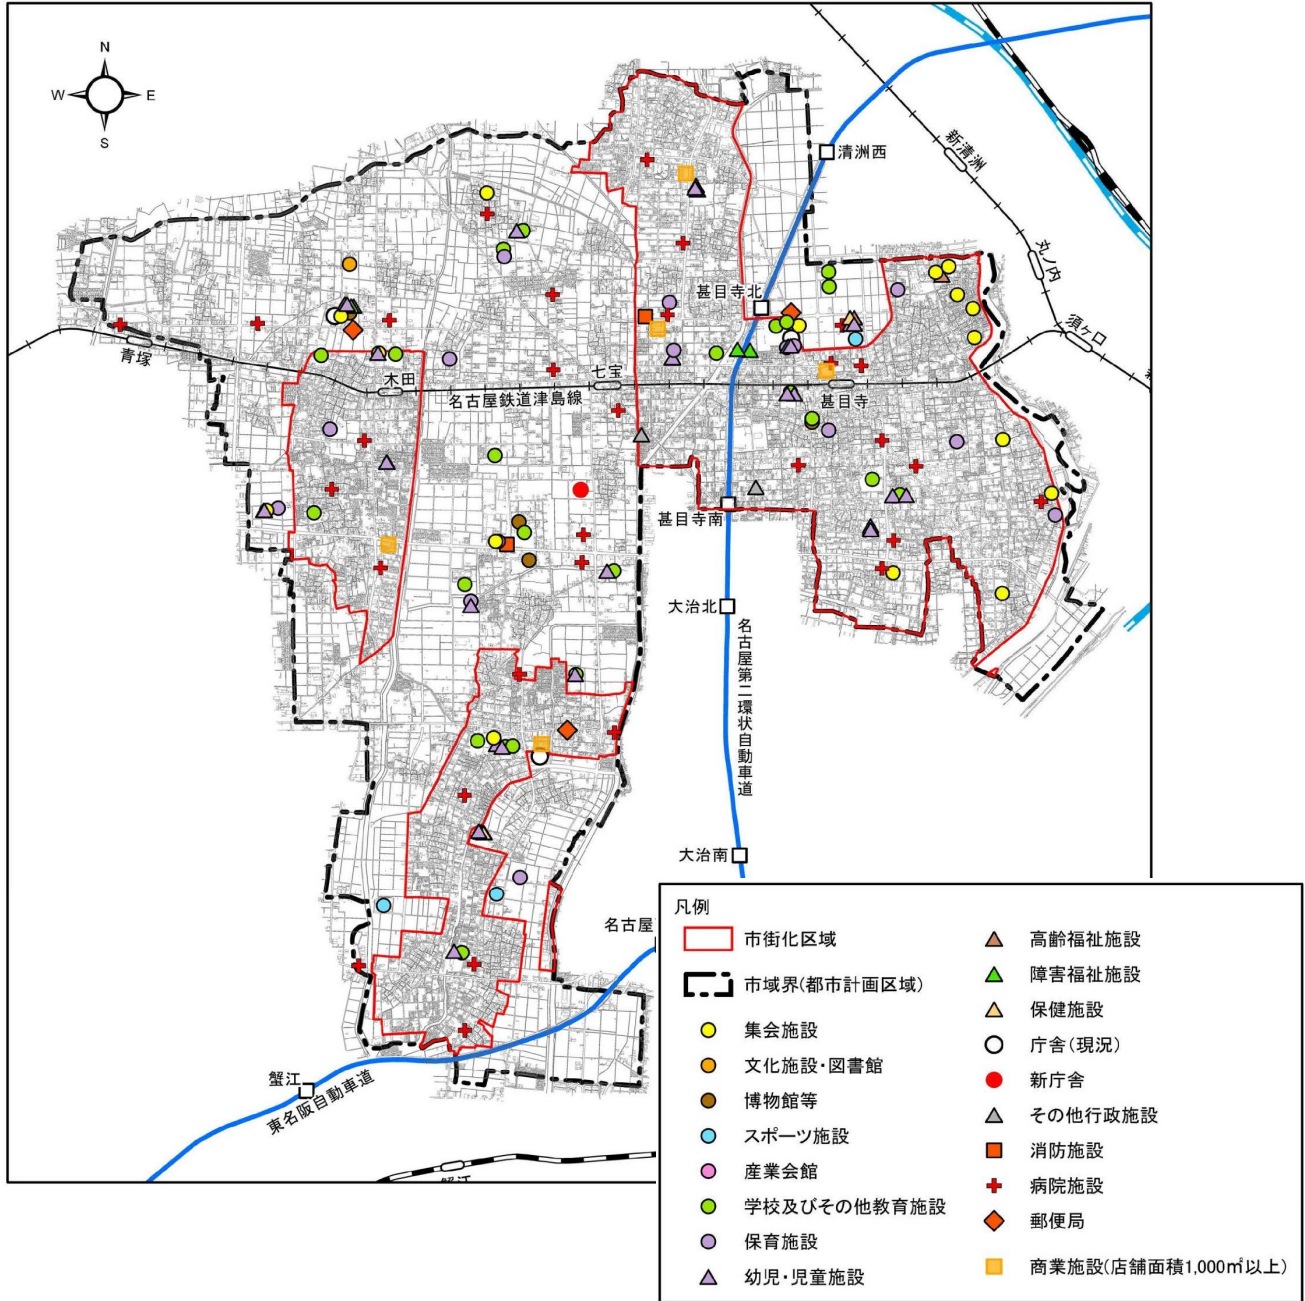 N
W
E
S
清洲西
新清洲
丸ノ内
須ケ口
甚目寺北
青塚
木田
七宝
名古屋鉄道津島線
甚目寺
甚目寺南
大治北
名古屋第二環状自動車道
大治南
名古屋
蟹江
東名阪自動車道
凡例
市街化区域
市域界(都市計画区域)
集会施設
文化施設・図書館
博物館等
スポーツ施設
産業会館
学校及びその他教育施設
保育施設
幼児・児童施設
高齢福祉施設
障害福祉施設
保健施設
庁舎(現況)
新庁舎
その他行政施設
消防施設
病院施設
郵便局
商業施設(店舗面積1,000㎡以上)